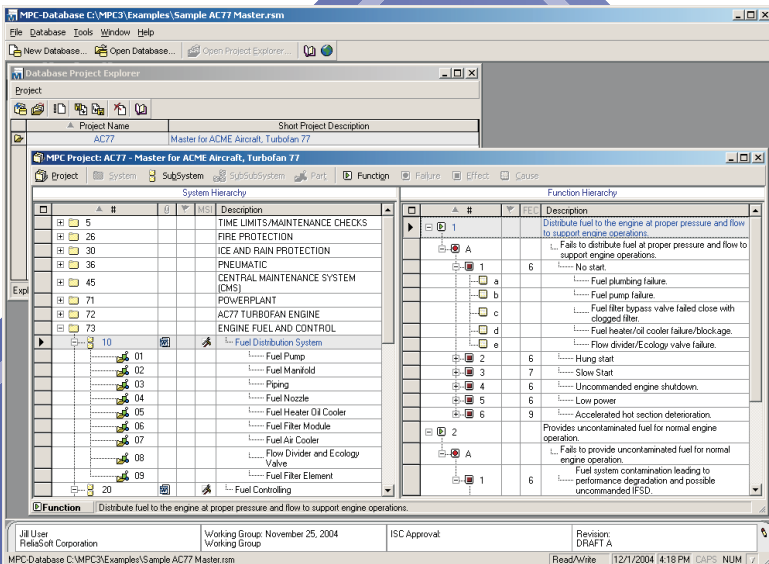 MPC-Database C:\MPC3\Examples\Sample AC77 Master.rsm
File Database Tools Window Help
New Database... Open Database... Open Project Explorer...
Database Project Explorer
Project
Project Name Short Project Description
AC77 Master for ACME Aircraft, Turbofan 77
MPC Project: AC77 - Master for ACME Aircraft, Turbofan 77
Project System SubSystem SubSubSystem Part Function Failure Effect Cause
System Hierarchy
# MSI Description
5 TIME LIMITS/MAINTENANCE CHECKS
26 FIRE PROTECTION
30 ICE AND RAIN PROTECTION
36 PNEUMATIC
45 CENTRAL MAINTENANCE SYSTEM
(CMS)
71 POWERPLANT
72 AC77 TURBOFAN ENGINE
73 ENGINE FUEL AND CONTROL
10 Fuel Distribution System
01 Fuel Pump
02 Fuel Manifold
03 Piping
04 Fuel Nozzle
05 Fuel Heater Oil Cooler
06 Fuel Filter Module
07 Fuel Air Cooler
08 Flow Divider and Ecology
Valve
09 Fuel Filter Element
20 Fuel Controlling
Function Hierarchy
# FEC Description
1 Distribute fuel to the engine at proper pressure and flow
to support engine operations.
A Fails to distribute fuel at proper pressure and flow to
support engine operations.
1 6 No start.
a Fuel plumbing failure.
b Fuel pump failure.
c Fuel filter bypass valve failed close with
clogged filter.
d Fuel heater/oil cooler failure/blockage.
e Flow divider/Ecology valve failure.
2 6 Hung start
3 7 Slow Start
4 6 Uncommanded engine shutdown.
5 6 Low power
6 9 Accelerated hot section deterioration.
2 Provides uncontaminated fuel for normal engine
operation.
A Fails to provide uncontaminated fuel for normal
engine operation.
1 6 Fuel system contamination leading to
performance degradation and possible
uncommanded IFSD.
Expl
Function Distribute fuel to the engine at proper pressure and flow to support engine operations.
Jill User
ReliaSoft Corporation
Working Group: November 25, 2004
Working Group
ISC Approval:
Revision:
DRAFT A
MPC-Database C:\MPC3\Examples\Sample AC77 Master.rsm Read/Write 12/1/2004 4:18 PM CAPS NUM